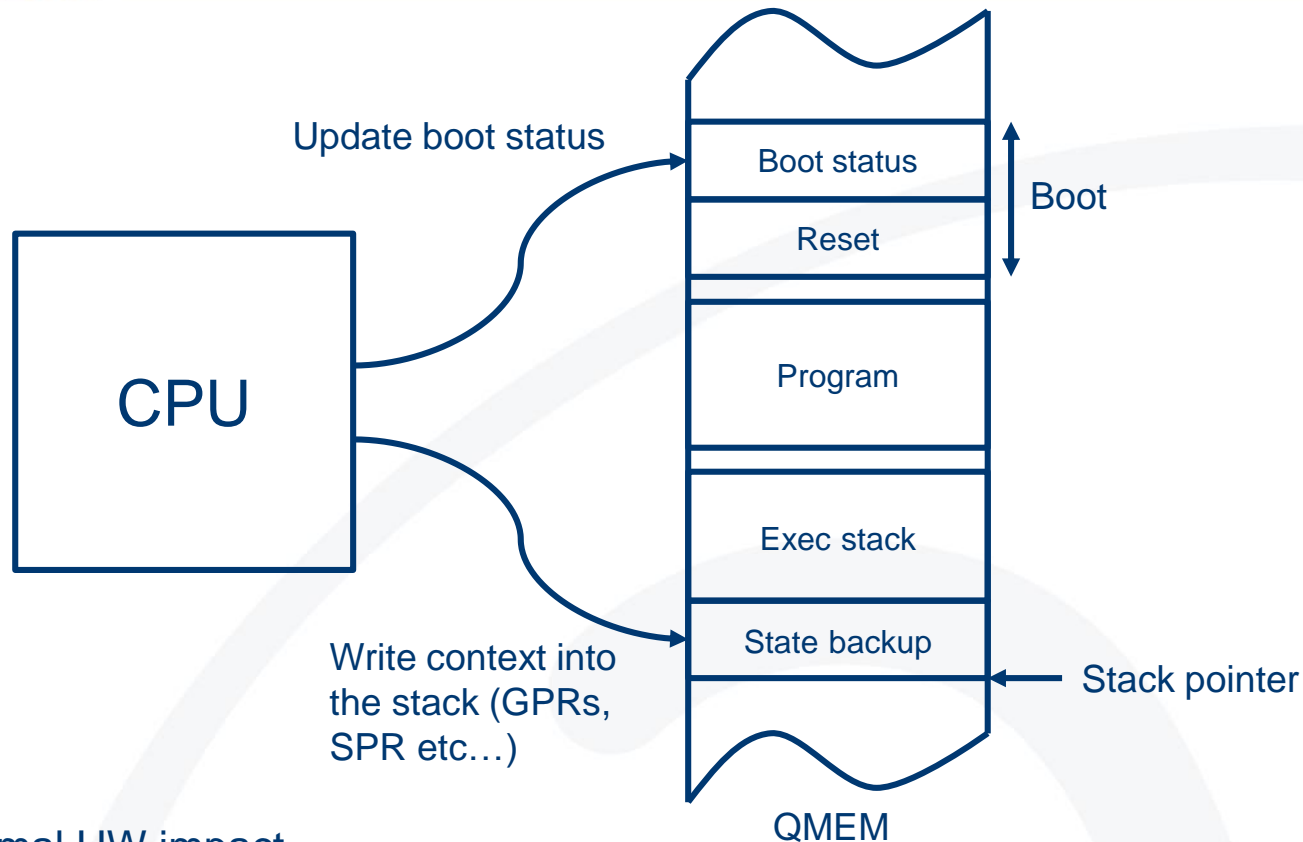 Update boot status
Boot status
Boot
Reset
CPU
Program
Exec stack
State backup
Write context into
the stack (GPRs,
SPR etc…)
Stack pointer
QMEM
impact